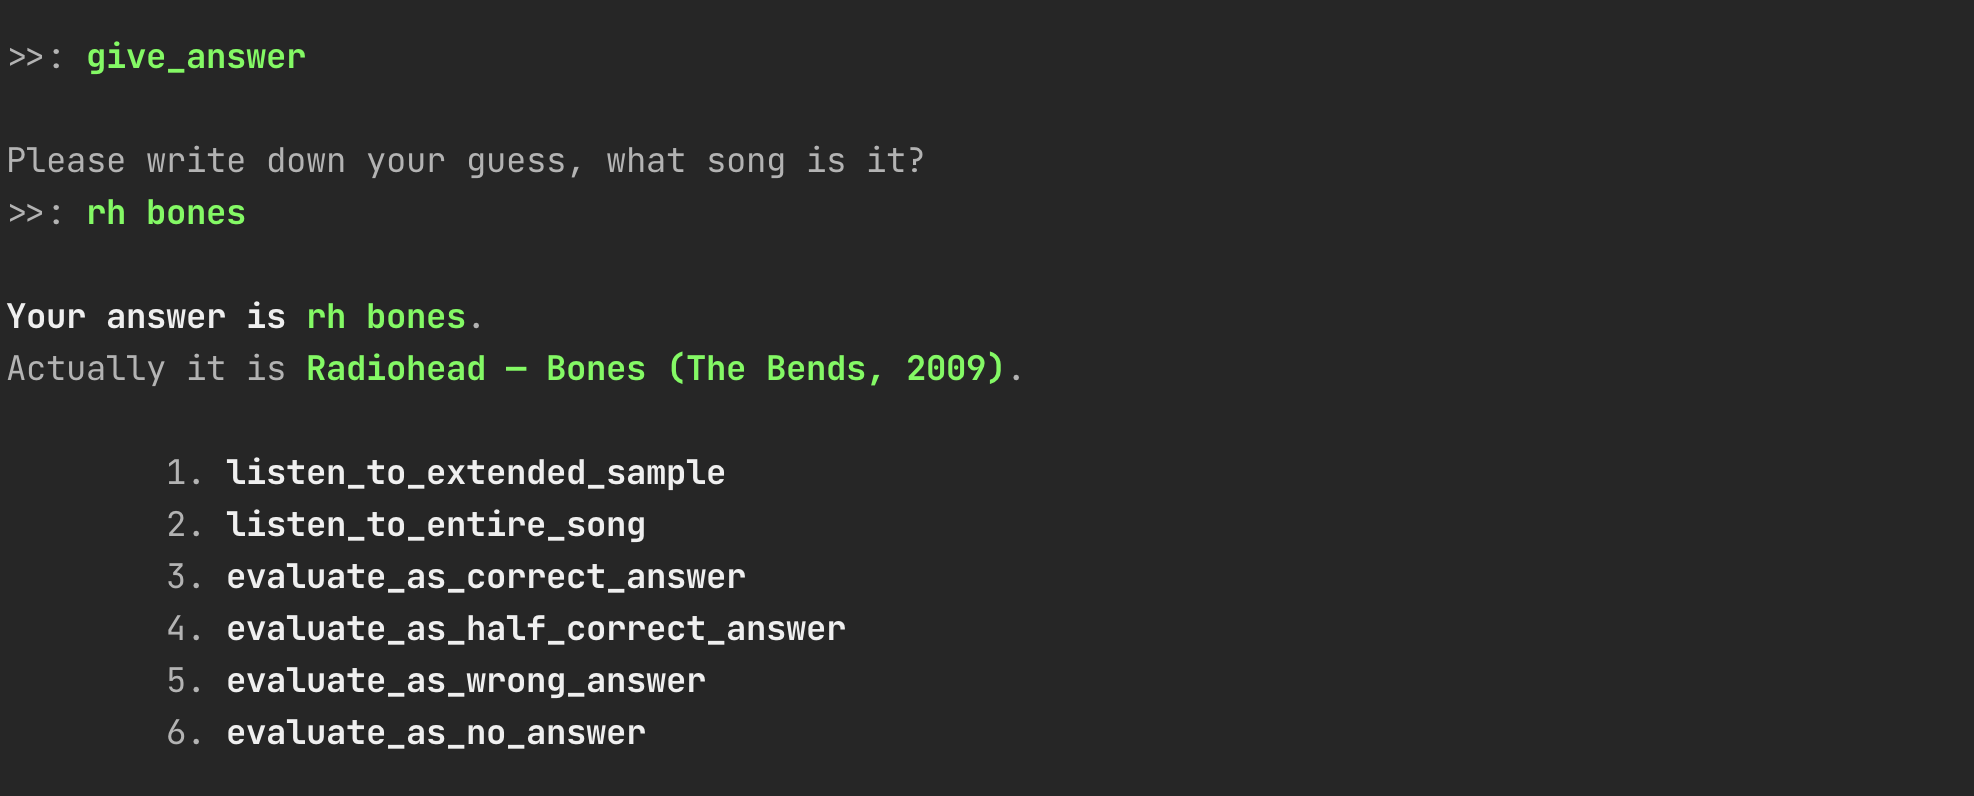 >>: give_answer
Please write down your guess, what song is it?
>>: rh bones
Your answer is rh bones.
Actually it is Radiohead — Bones (The Bends, 2009).
1. listen_to_extended_sample
2. listen_to_entire_song
3. evaluate_as_correct_answer
4. evaluate_as_half_correct_answer
5. evaluate_as_wrong_answer
6. evaluate_as_no_answer